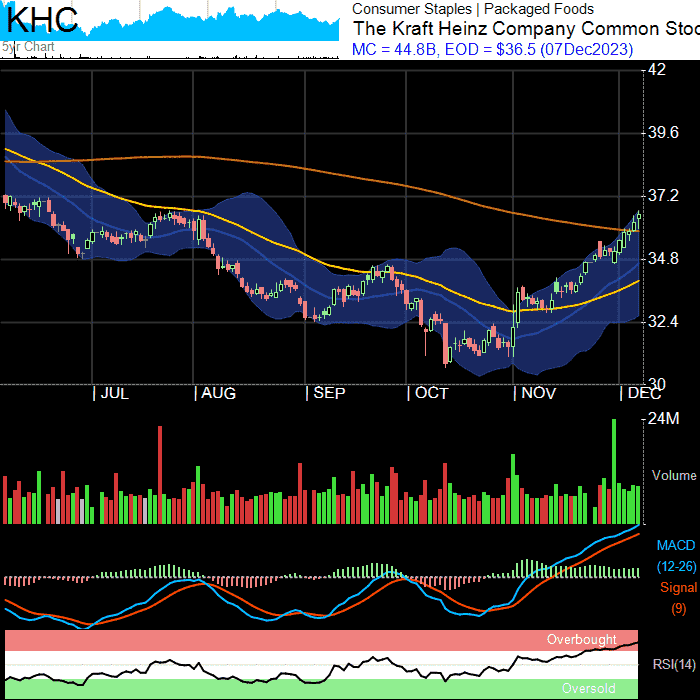 KHC
5yr Chart
Consumer Staples | Packaged Foods
The Kraft Heinz Company Common Stoc
MC = 44.8B, EOD = $36.5 (07Dec2023)
42
39.6
37.2
34.8
32.4
30
JUL AUG SEP OCT NOV DEC
24M
Volume
MACD
(12-26)
Signal
(9)
Overbought
RSI(14)
Oversold